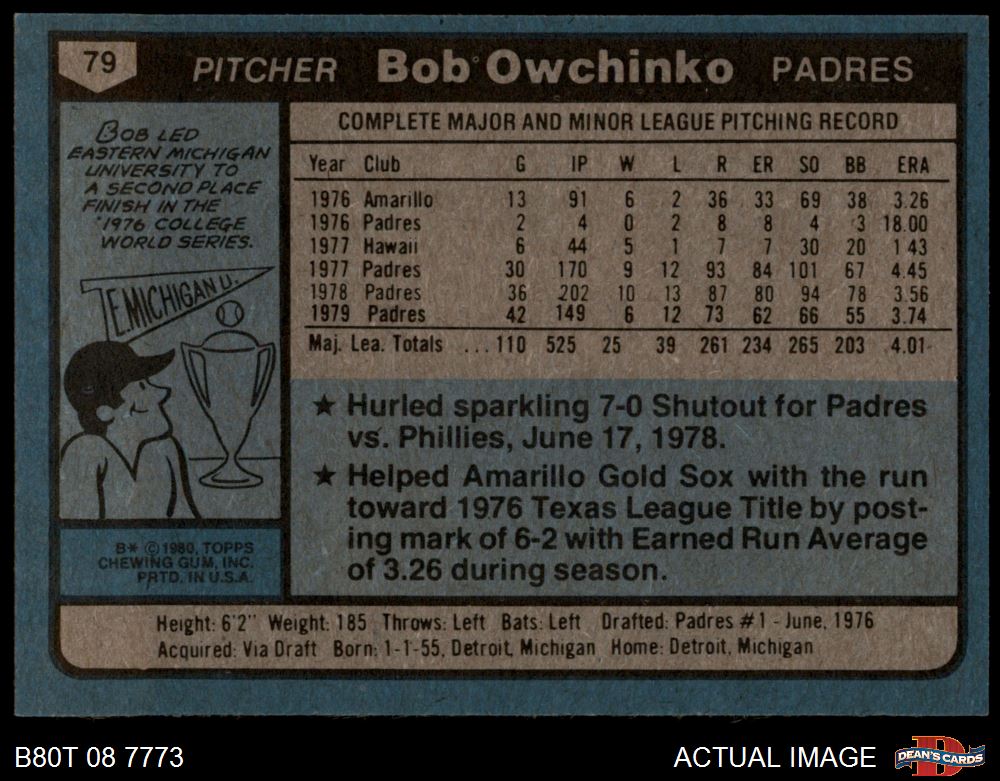 79 PITCHER Bob Owchinko PADRES
BOB LED
EASTERN MICHIGAN
UNIVERSITY TO
A SECOND PLACE
FINISH IN THE
1976 COLLEGE
WORLD SERIES.
E. MICHIGAN U.
B* © 1980, TOPPS
CHEWING GUM, INC.
PRTD. IN U.S.A.
COMPLETE MAJOR AND MINOR LEAGUE PITCHING RECORD
Year Club G IP W L R ER SO BB ERA
1976 Amarillo 13 91 6 2 36 33 69 38 3.26
1976 Padres 2 4 0 2 8 8 4 3 18.00
1977 Hawaii 6 44 5 1 7 7 30 20 1 43
1977 Padres 30 170 9 12 93 84 101 67 4.45
1978 Padres 36 202 10 13 87 80 94 78 3.56
1979 Padres 42 149 6 12 73 62 66 55 3.74
Maj. Lea. Totals ... 110 525 25 39 261 234 265 203 4.01
★ Hurled sparkling 7-0 Shutout for Padres
vs. Phillies, June 17, 1978.
★ Helped Amarillo Gold Sox with the run
toward 1976 Texas League Title by post-
ing mark of 6-2 with Earned Run Average
of 3.26 during season.
Height: 6'2" Weight: 185 Throws: Left Bats: Left Drafted: Padres #1 - June, 1976
Acquired: Via Draft Born: 1-1-55, Detroit, Michigan Home: Detroit, Michigan
B80T 08 7773
ACTUAL IMAGE
D
DEAN'S CARDS